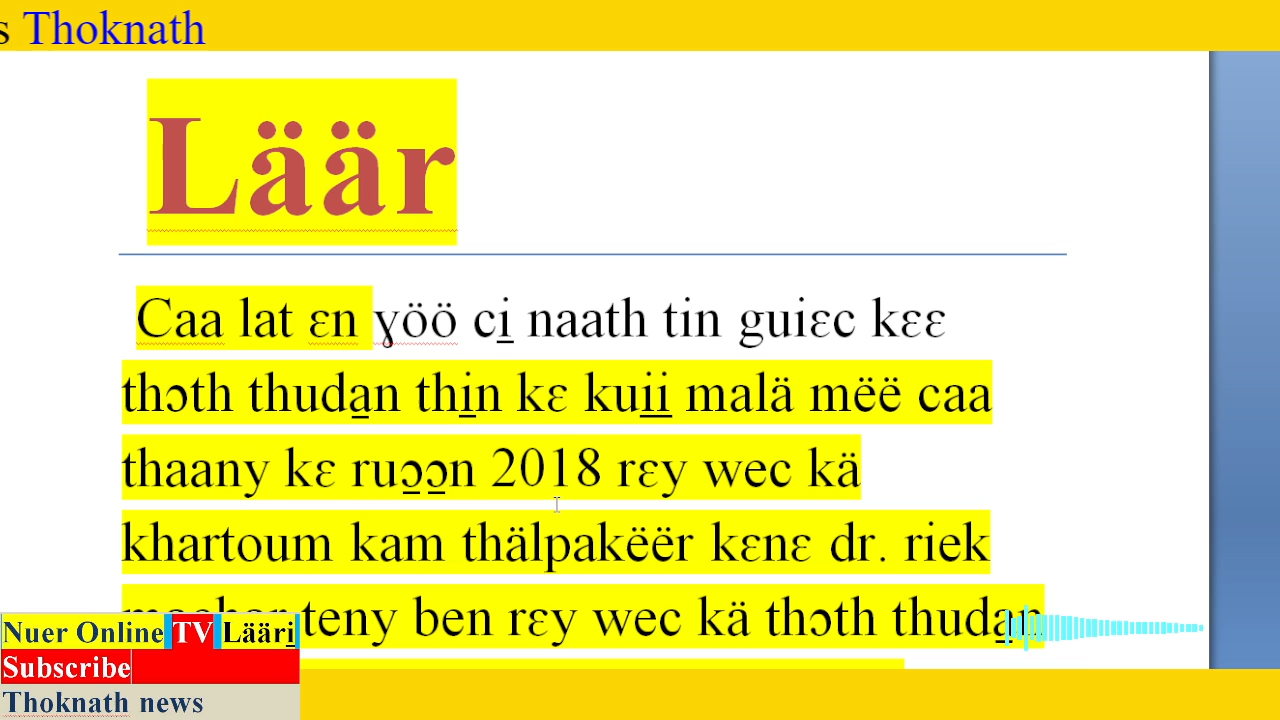 s Thoknath
Läär
Caa lat ɛn ɣöö ci̱ naath tin guiɛc kɛɛ
thɔth thuda̱n thi̱n kɛ kui̱i̱ malä mëë caa
thaany kɛ ruɔ̱ɔ̱n 2018 rɛy wec kä
khartoum kam thälpakëër kɛnɛ dr. riek
teny ben rɛy wec kä thɔth thuda̱n
Nuer Online TV Lääri̱
Subscribe
Thoknath news